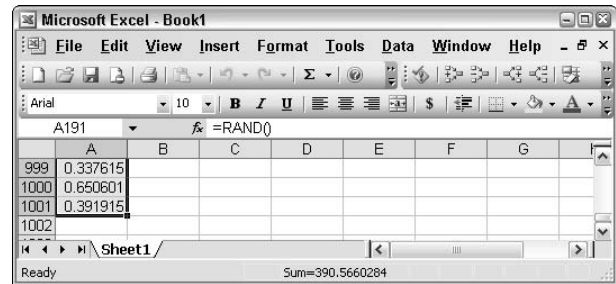 Microsoft Excel - Book1
File Edit View Insert Format Tools Data Window Help
Σ
Arial 10 B I U $ A
A191 fx =RAND()
A B C D E F G
999 0.337615
1000 0.650601
1001 0.391915
1002
Sheet1
Ready Sum=390.5660284